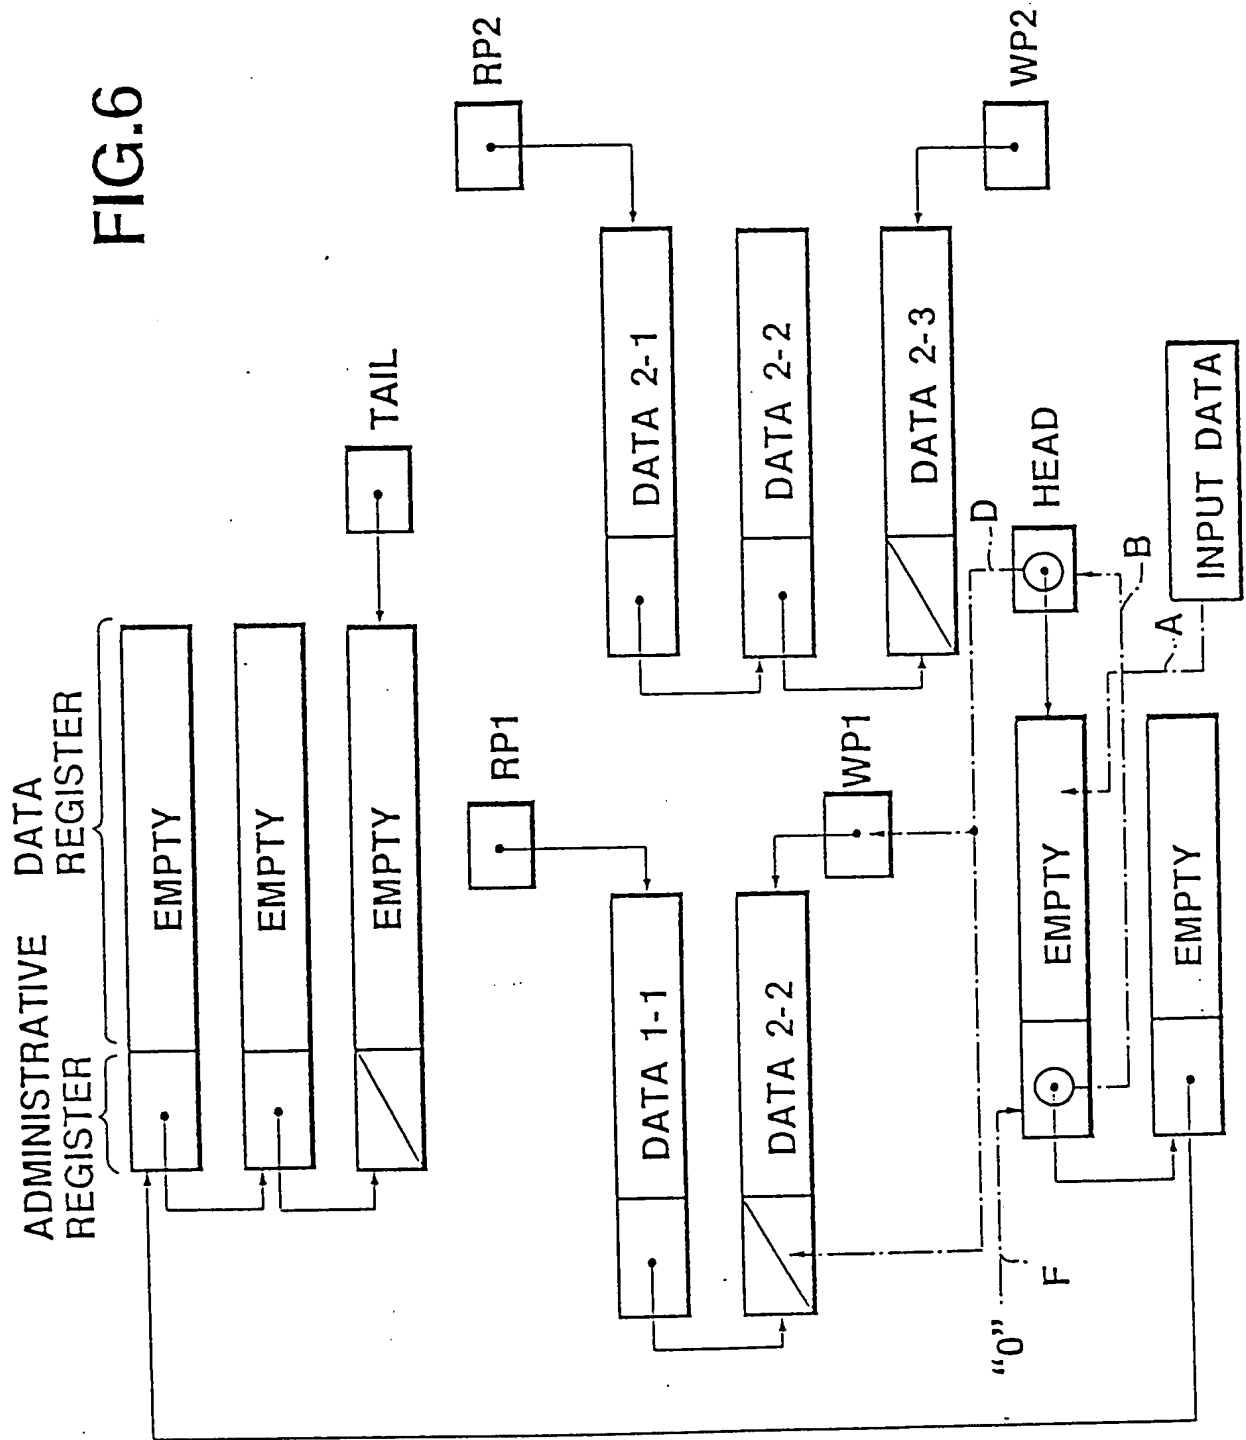 FIG.6
ADMINISTRATIVE
REGISTER
DATA
REGISTER
EMPTY
EMPTY
EMPTY
TAIL
RP1
DATA 1-1
DATA 2-2
WP1
RP2
DATA 2-1
DATA 2-2
DATA 2-3
WP2
D
HEAD
"0"
F
EMPTY
EMPTY
A
B
INPUT DATA